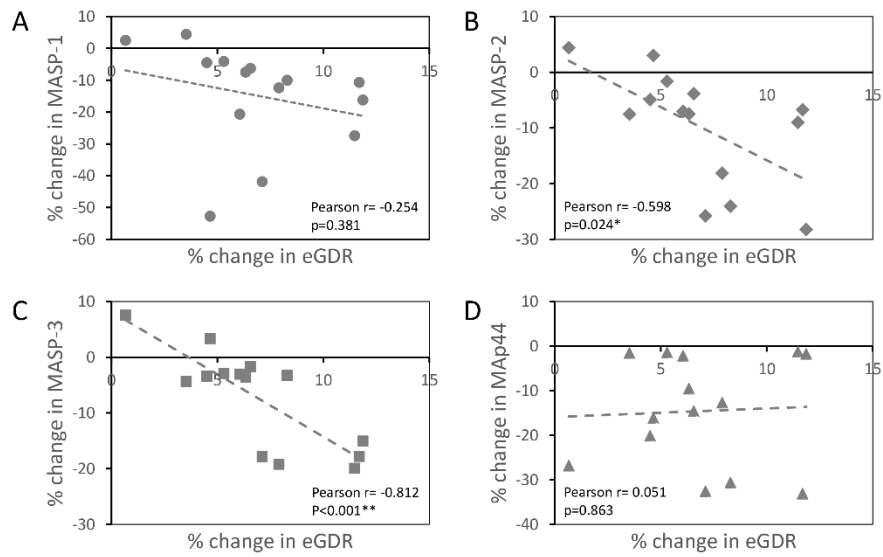 A
% change in MASP-1
10
0
-10
-20
-30
-40
-50
-60
0
5
10
15
Pearson r= -0.254
p=0.381
% change in eGDR
B
% change in MASP-2
10
0
-10
-20
-30
0
5
10
15
Pearson r= -0.598
p=0.024*
% change in eGDR
C
% change in MASP-3
10
0
-10
-20
-30
0
5
10
15
Pearson r= -0.812
P<0.001**
% change in eGDR
D
% change in MAp44
10
0
-10
-20
-30
-40
0
5
10
15
Pearson r= 0.051
p=0.863
% change in eGDR